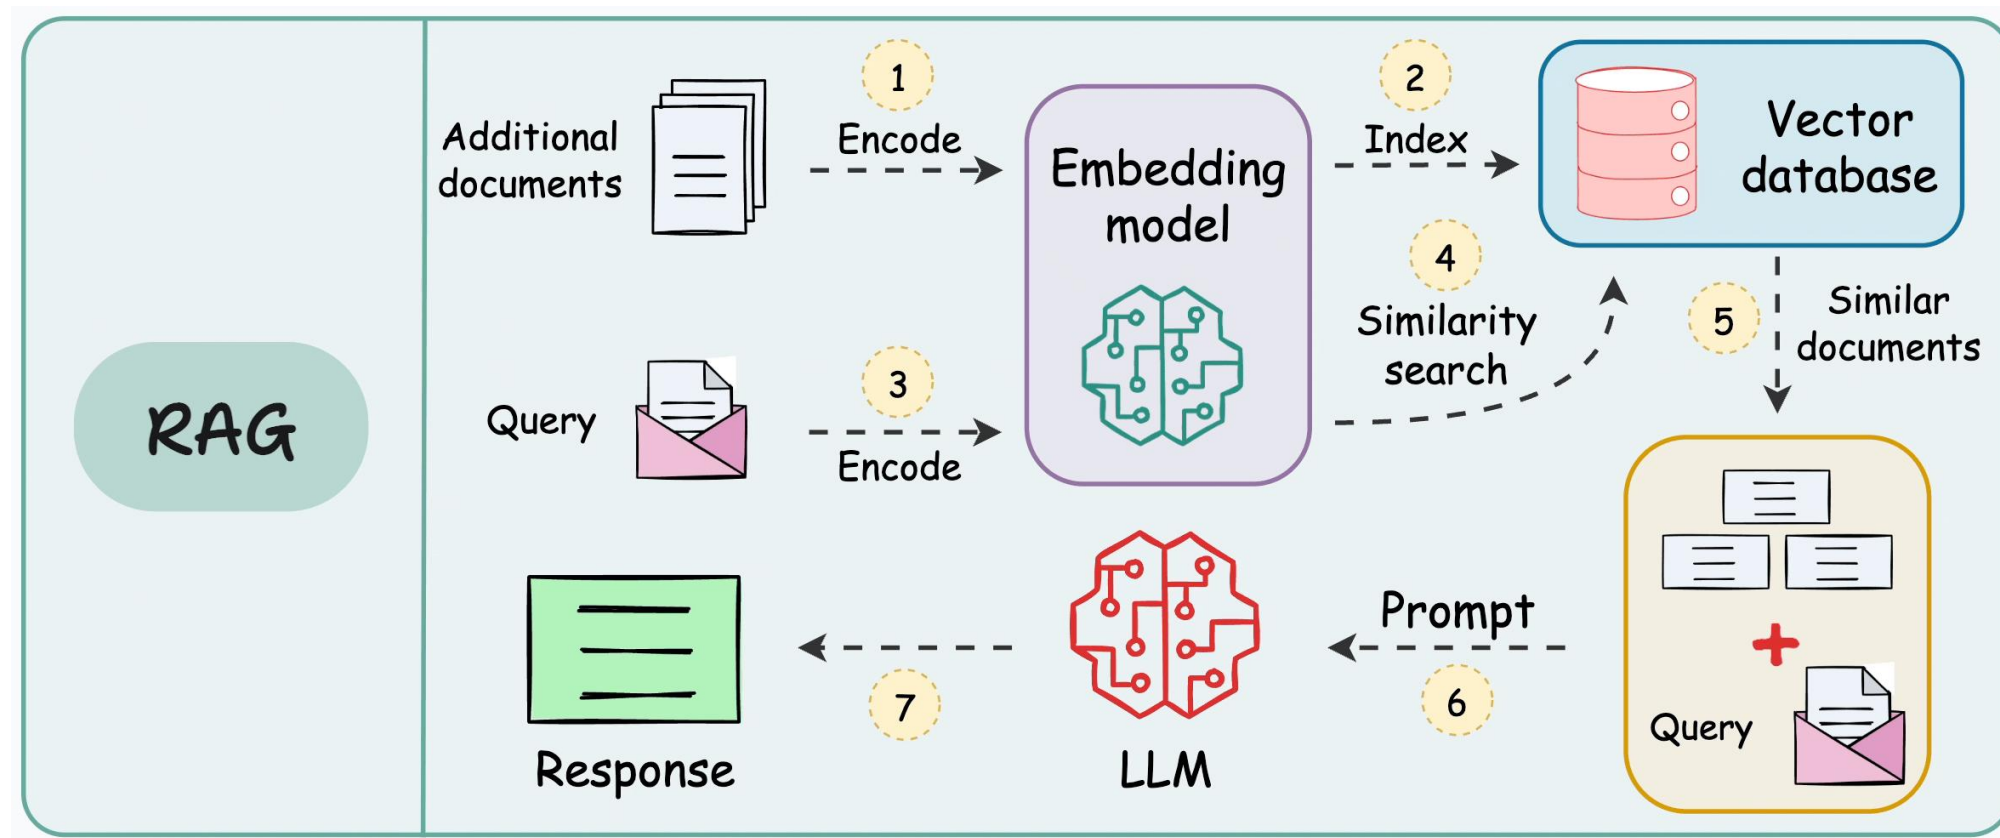 RAG
Additional
documents
1
Encode
Embedding
model
2
Index
Vector
database
Query
3
Encode
4
Similarity
search
5
Similar
documents
Query
Prompt
6
LLM
7
Response